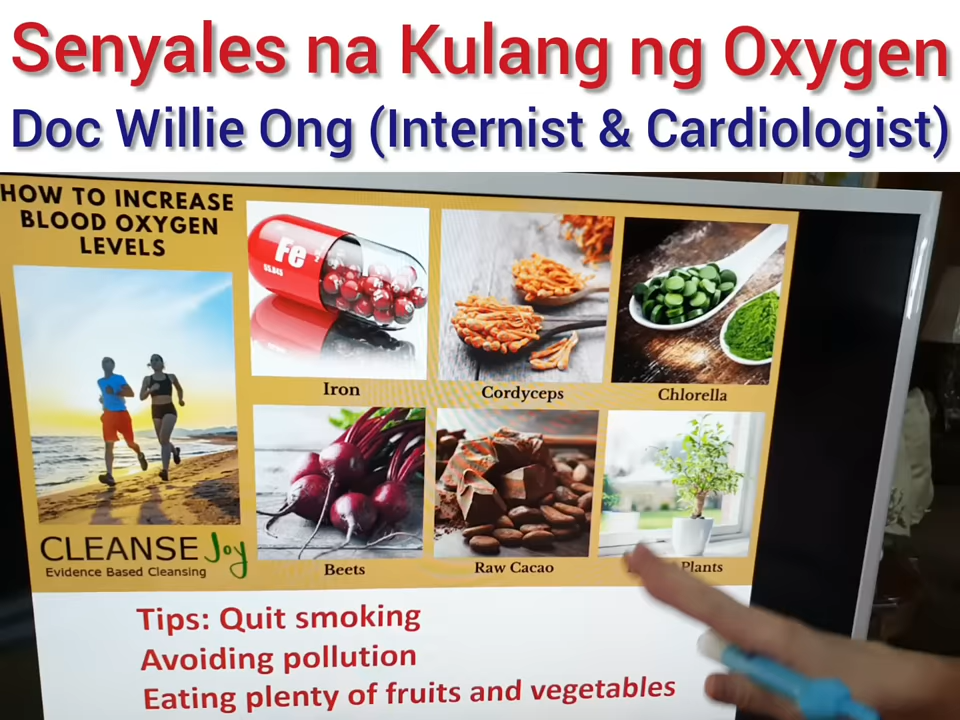 Senyales na Kulang ng Oxygen
Doc Willie Ong (Internist & Cardiologist)
HOW TO INCREASE
BLOOD OXYGEN
LEVELS
Fe
55.845
Iron
Cordyceps
Chlorella
Beets
Raw Cacao
Plants
CLEANSE Joy
Evidence Based Cleansing
Tips: Quit smoking
Avoiding pollution
Eating plenty of fruits and vegetables